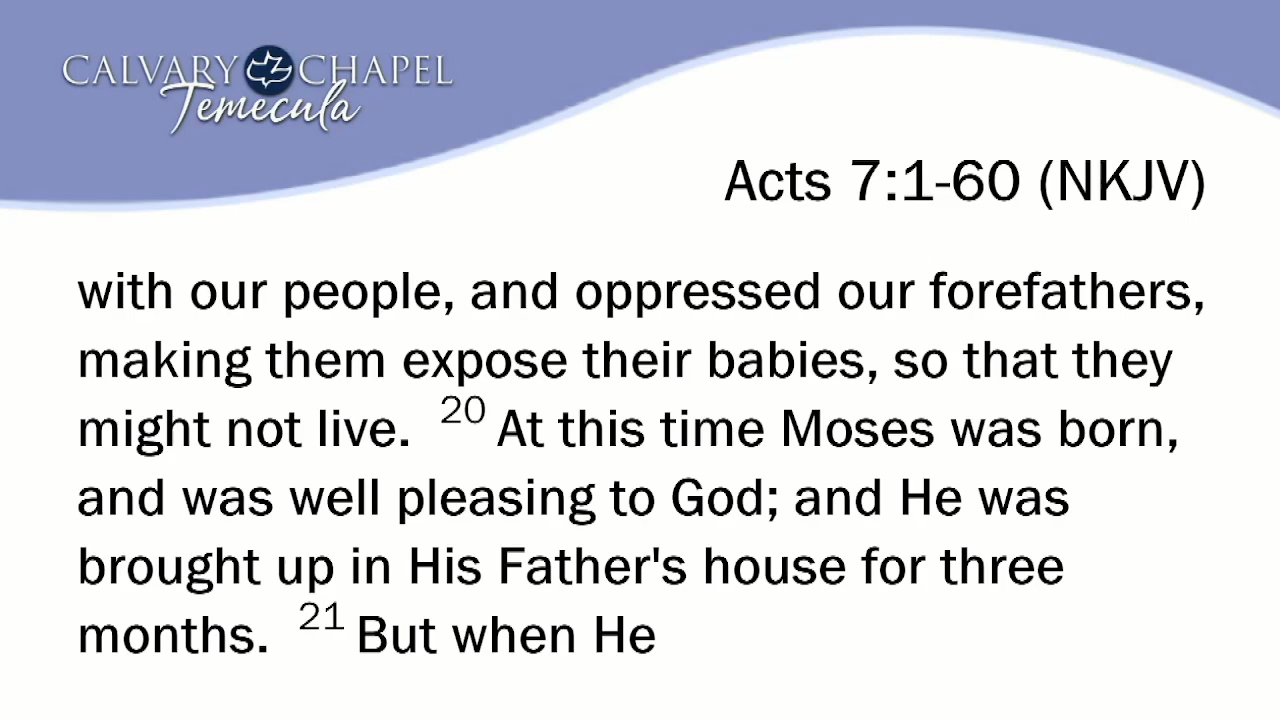 CALVARY CHAPEL
Temecula
Acts 7:1-60 (NKJV)
with our people, and oppressed our forefathers,
making them expose their babies, so that they
might not live. 20 At this time Moses was born,
and was well pleasing to God; and He was
brought up in His Father's house for three
months. 21 But when He